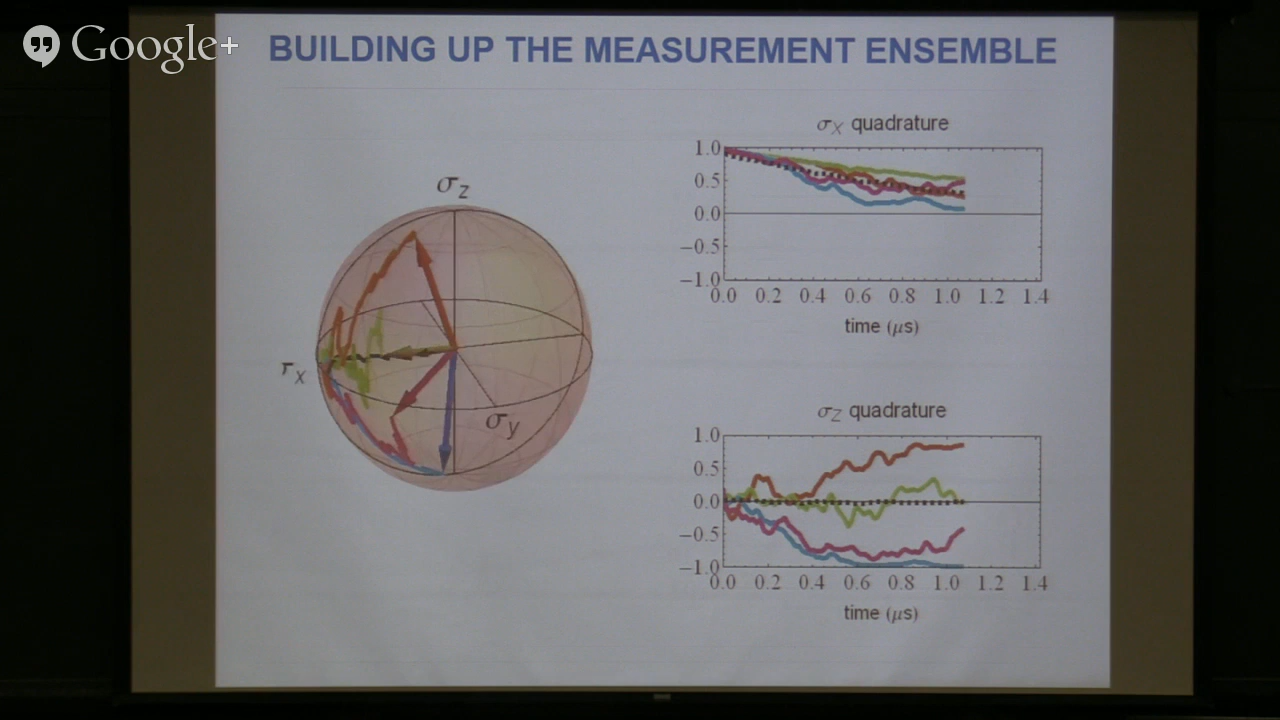 Google+
BUILDING UP THE MEASUREMENT ENSEMBLE
σx quadrature
1.0
0.5
0.0
−0.5
−1.0
0.0 0.2 0.4 0.6 0.8 1.0 1.2 1.4
time (μs)
σz
σx
σy
σz quadrature
1.0
0.5
0.0
−0.5
−1.0
0.0 0.2 0.4 0.6 0.8 1.0 1.2 1.4
time (μs)